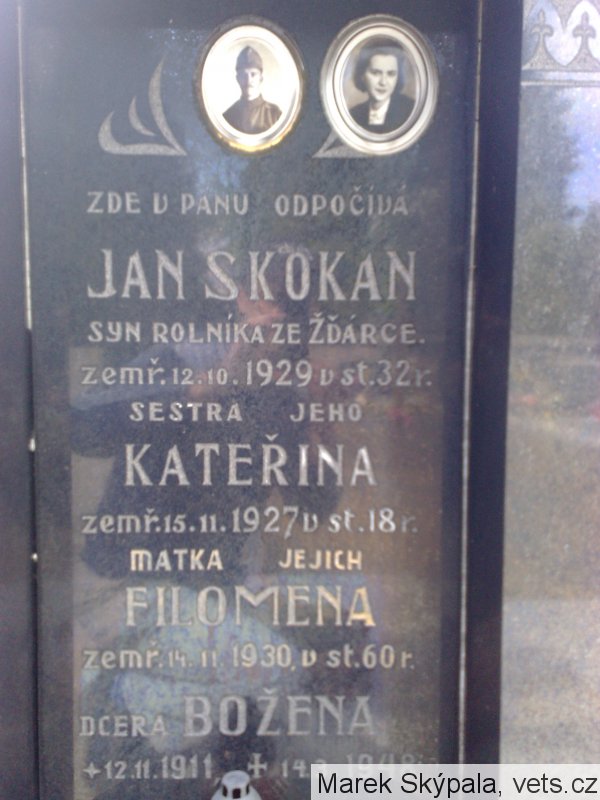 ZDE V PÁNU ODPOČÍVÁ
JAN SKOKAN
SYN ROLNÍKA ZE ŽĎÁRCE.
zemř. 12.10. 1929 v st. 32 r.
SESTRA JEHO
KATEŘINA
zemř. 15.11. 1927 v st. 18 r.
MATKA JEJICH
FILOMENA
zemř. 14.11. 1930, v st. 60 r.
DCERA BOŽENA
12.11. 1911,
Marek Skýpala, vets.cz